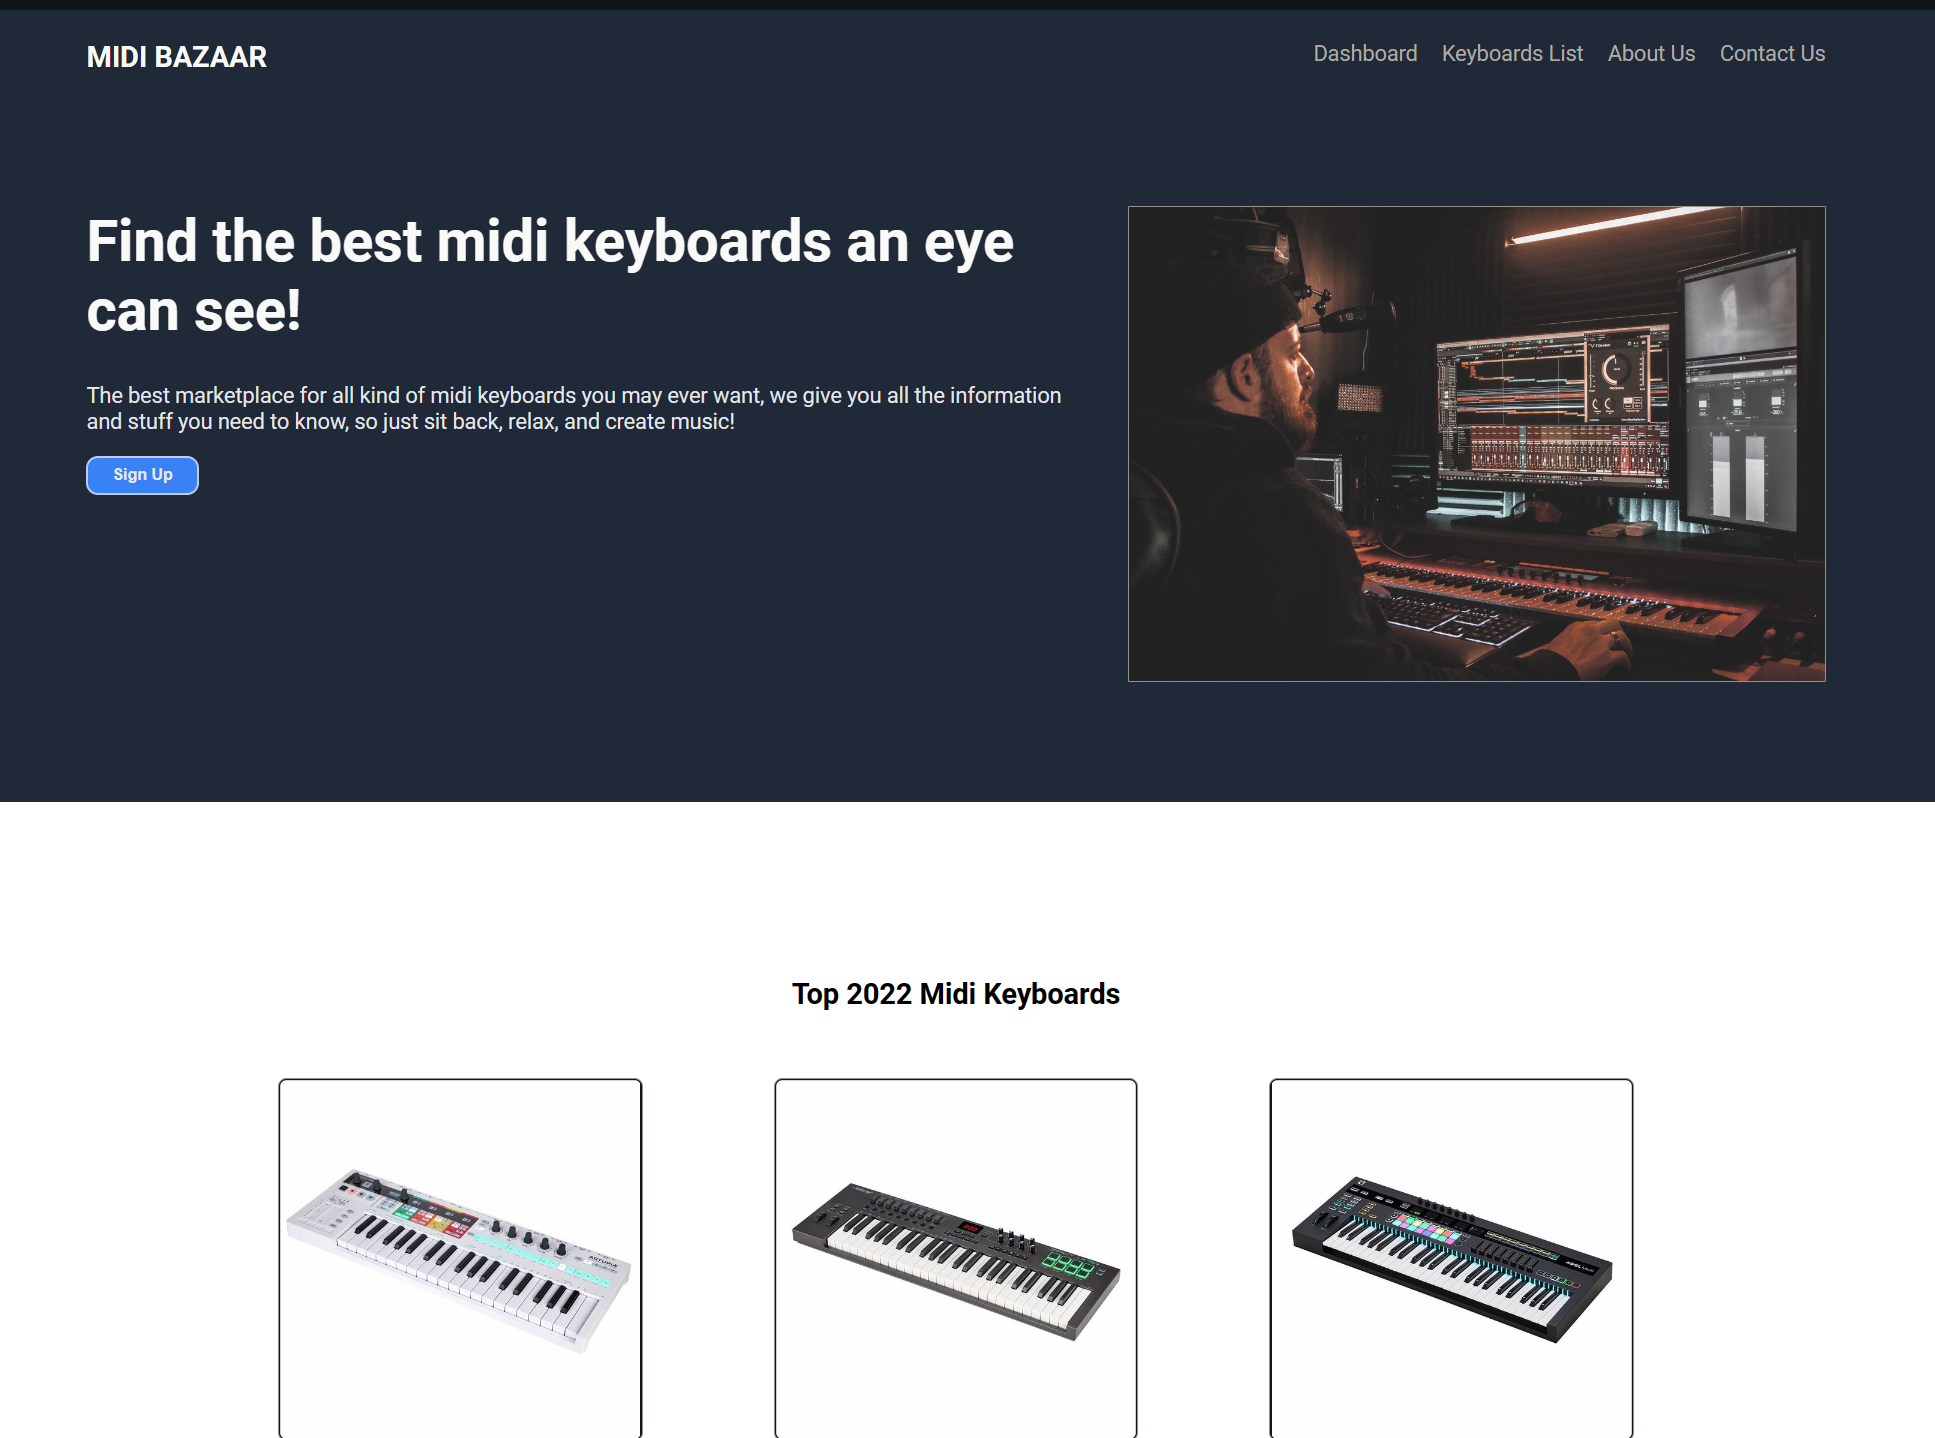 MIDI BAZAAR
Dashboard Keyboards List About Us Contact Us
Find the best midi keyboards an eye
can see!
The best marketplace for all kind of midi keyboards you may ever want, we give you all the information
and stuff you need to know, so just sit back, relax, and create music!
Sign Up
Top 2022 Midi Keyboards
ARTURIA